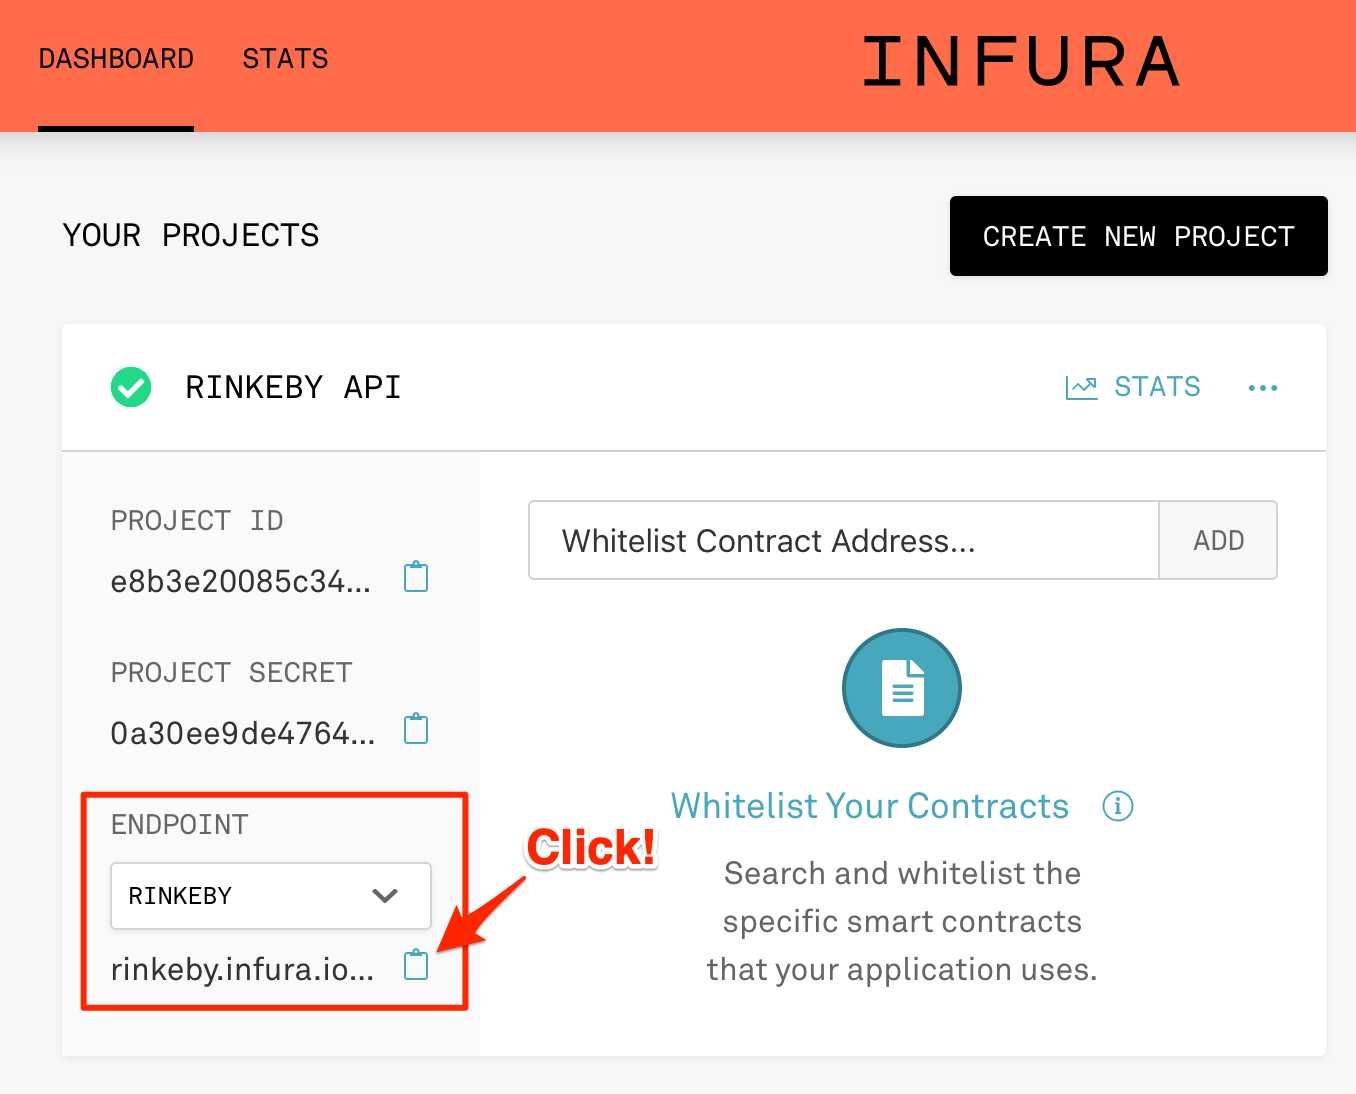 DASHBOARD STATS INFURA
YOUR PROJECTS
CREATE NEW PROJECT
RINKEBY API
STATS
PROJECT ID
e8b3e20085c34...
PROJECT SECRET
0a30ee9de4764...
ENDPOINT
RINKEBY
rinkeby.infura.io...
Click!
Whitelist Contract Address...
ADD
Whitelist Your Contracts
Search and whitelist the
specific smart contracts
that your application uses.